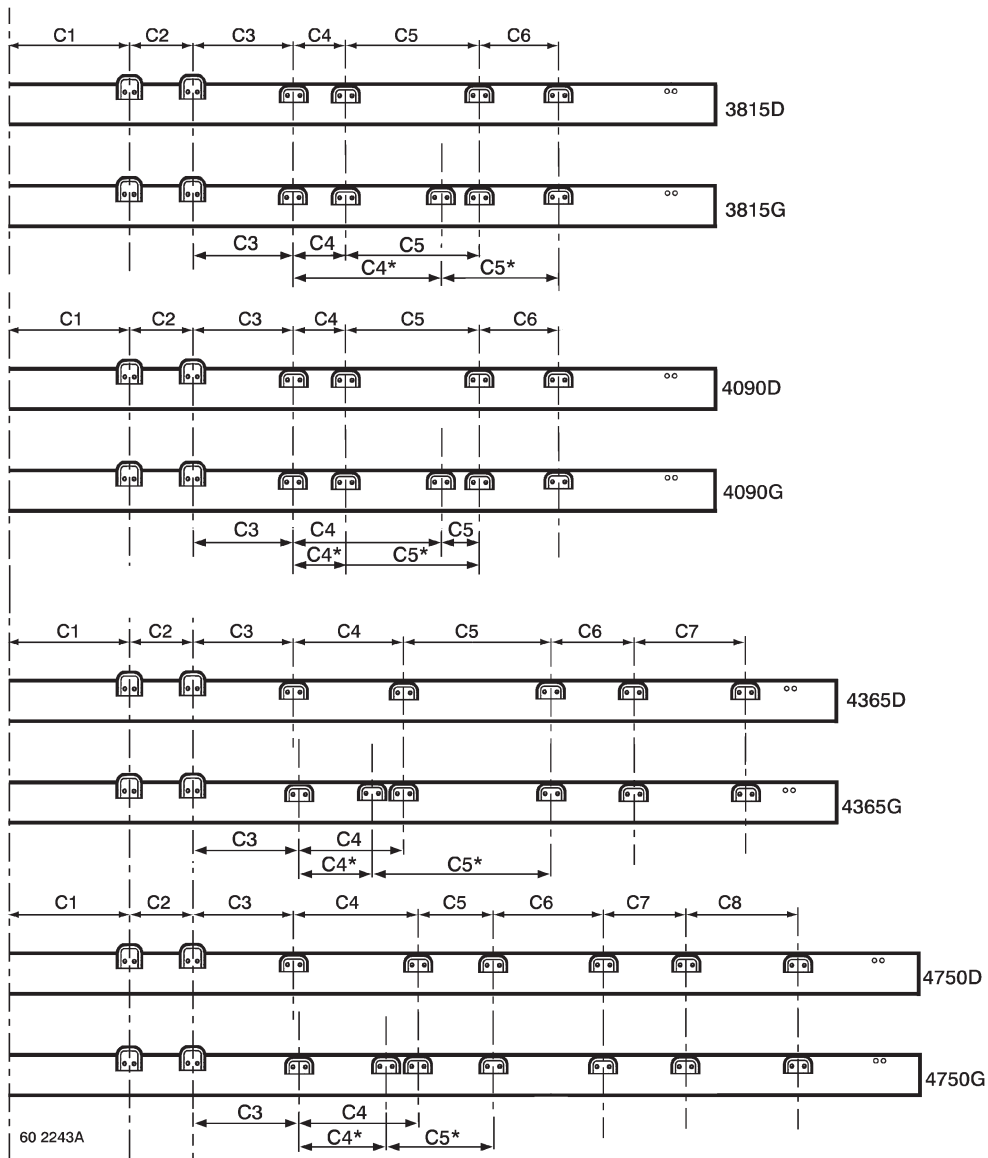 C1 C2 C3 C4 C5 C6
3815D
3815G
C3 C4 C5
C4* C5*
C1 C2 C3 C4 C5 C6
4090D
4090G
C3 C4 C5
C4* C5*
C1 C2 C3 C4 C5 C6 C7
4365D
4365G
C3 C4
C4* C5*
C1 C2 C3 C4 C5 C6 C7 C8
4750D
4750G
C3 C4
60 2243A
C4* C5*